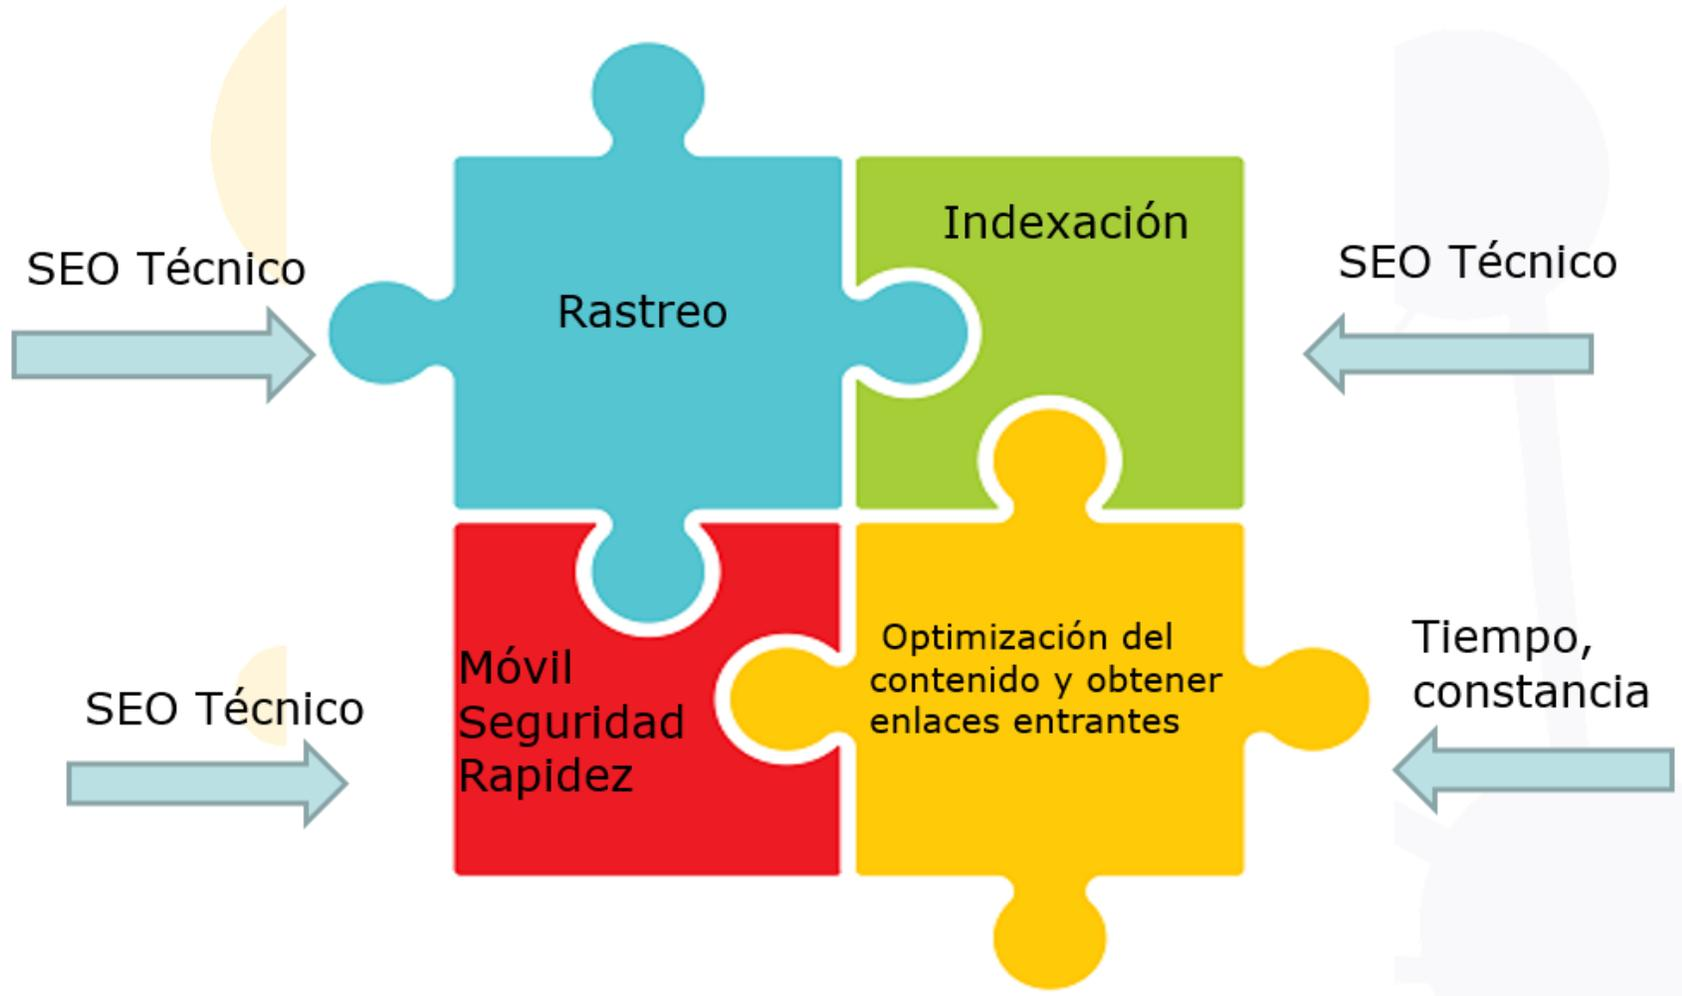 SEO Técnico
Rastreo
Indexación
SEO Técnico
SEO Técnico
Móvil
Seguridad
Rapidez
Optimización del
contenido y obtener
enlaces entrantes
Tiempo,
constancia